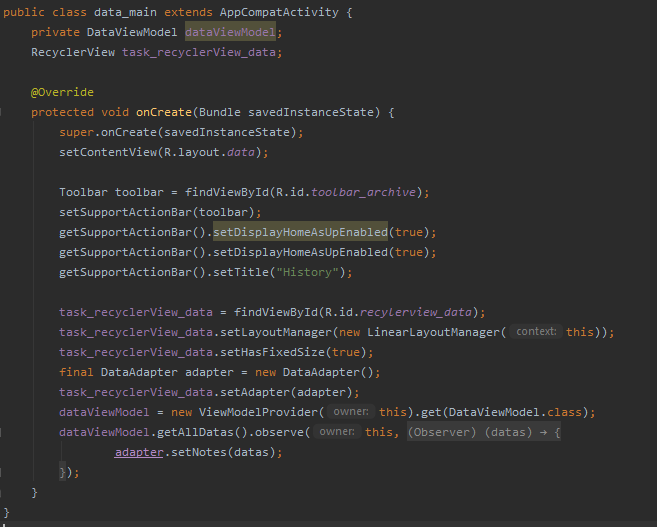 public class data_main extends AppCompatActivity {
    private DataViewModel dataViewModel;
    RecyclerView task_recyclerView_data;

    @Override
    protected void onCreate(Bundle savedInstanceState) {
        super.onCreate(savedInstanceState);
        setContentView(R.layout.data);

        Toolbar toolbar = findViewById(R.id.toolbar_archive);
        setSupportActionBar(toolbar);
        getSupportActionBar().setDisplayHomeAsUpEnabled(true);
        getSupportActionBar().setDisplayHomeAsUpEnabled(true);
        getSupportActionBar().setTitle("History");

        task_recyclerView_data = findViewById(R.id.recylerview_data);
        task_recyclerView_data.setLayoutManager(new LinearLayoutManager( context: this));
        task_recyclerView_data.setHasFixedSize(true);
        final DataAdapter adapter = new DataAdapter();
        task_recyclerView_data.setAdapter(adapter);
        dataViewModel = new ViewModelProvider( owner: this).get(DataViewModel.class);
        dataViewModel.getAllDatas().observe( owner: this, (Observer) (datas) → {
                adapter.setNotes(datas);
        });
    }
}